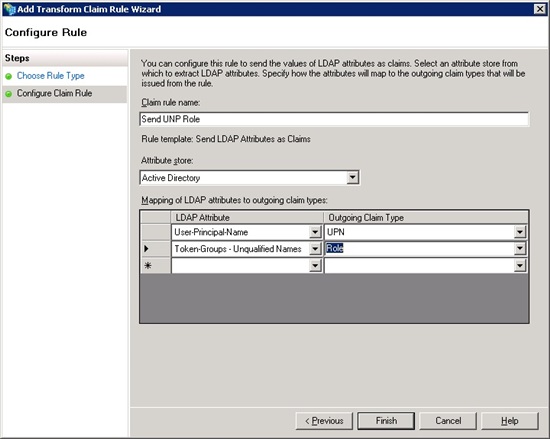 Add Transform Claim Rule Wizard
Configure Rule
Steps
Choose Rule Type
Configure Claim Rule
You can configure this rule to send the values of LDAP attributes as claims. Select an attribute store from
which to extract LDAP attributes. Specify how the attributes will map to the outgoing claim types that will be
issued from the rule.
Claim rule name:
Send UNP Role
Rule template: Send LDAP Attributes as Claims
Attribute store:
Active Directory
Mapping of LDAP attributes to outgoing claim types:
LDAP Attribute Outgoing Claim Type
User-Principal-Name UPN
Token-Groups - Unqualified Names Role
< Previous Finish Cancel Help